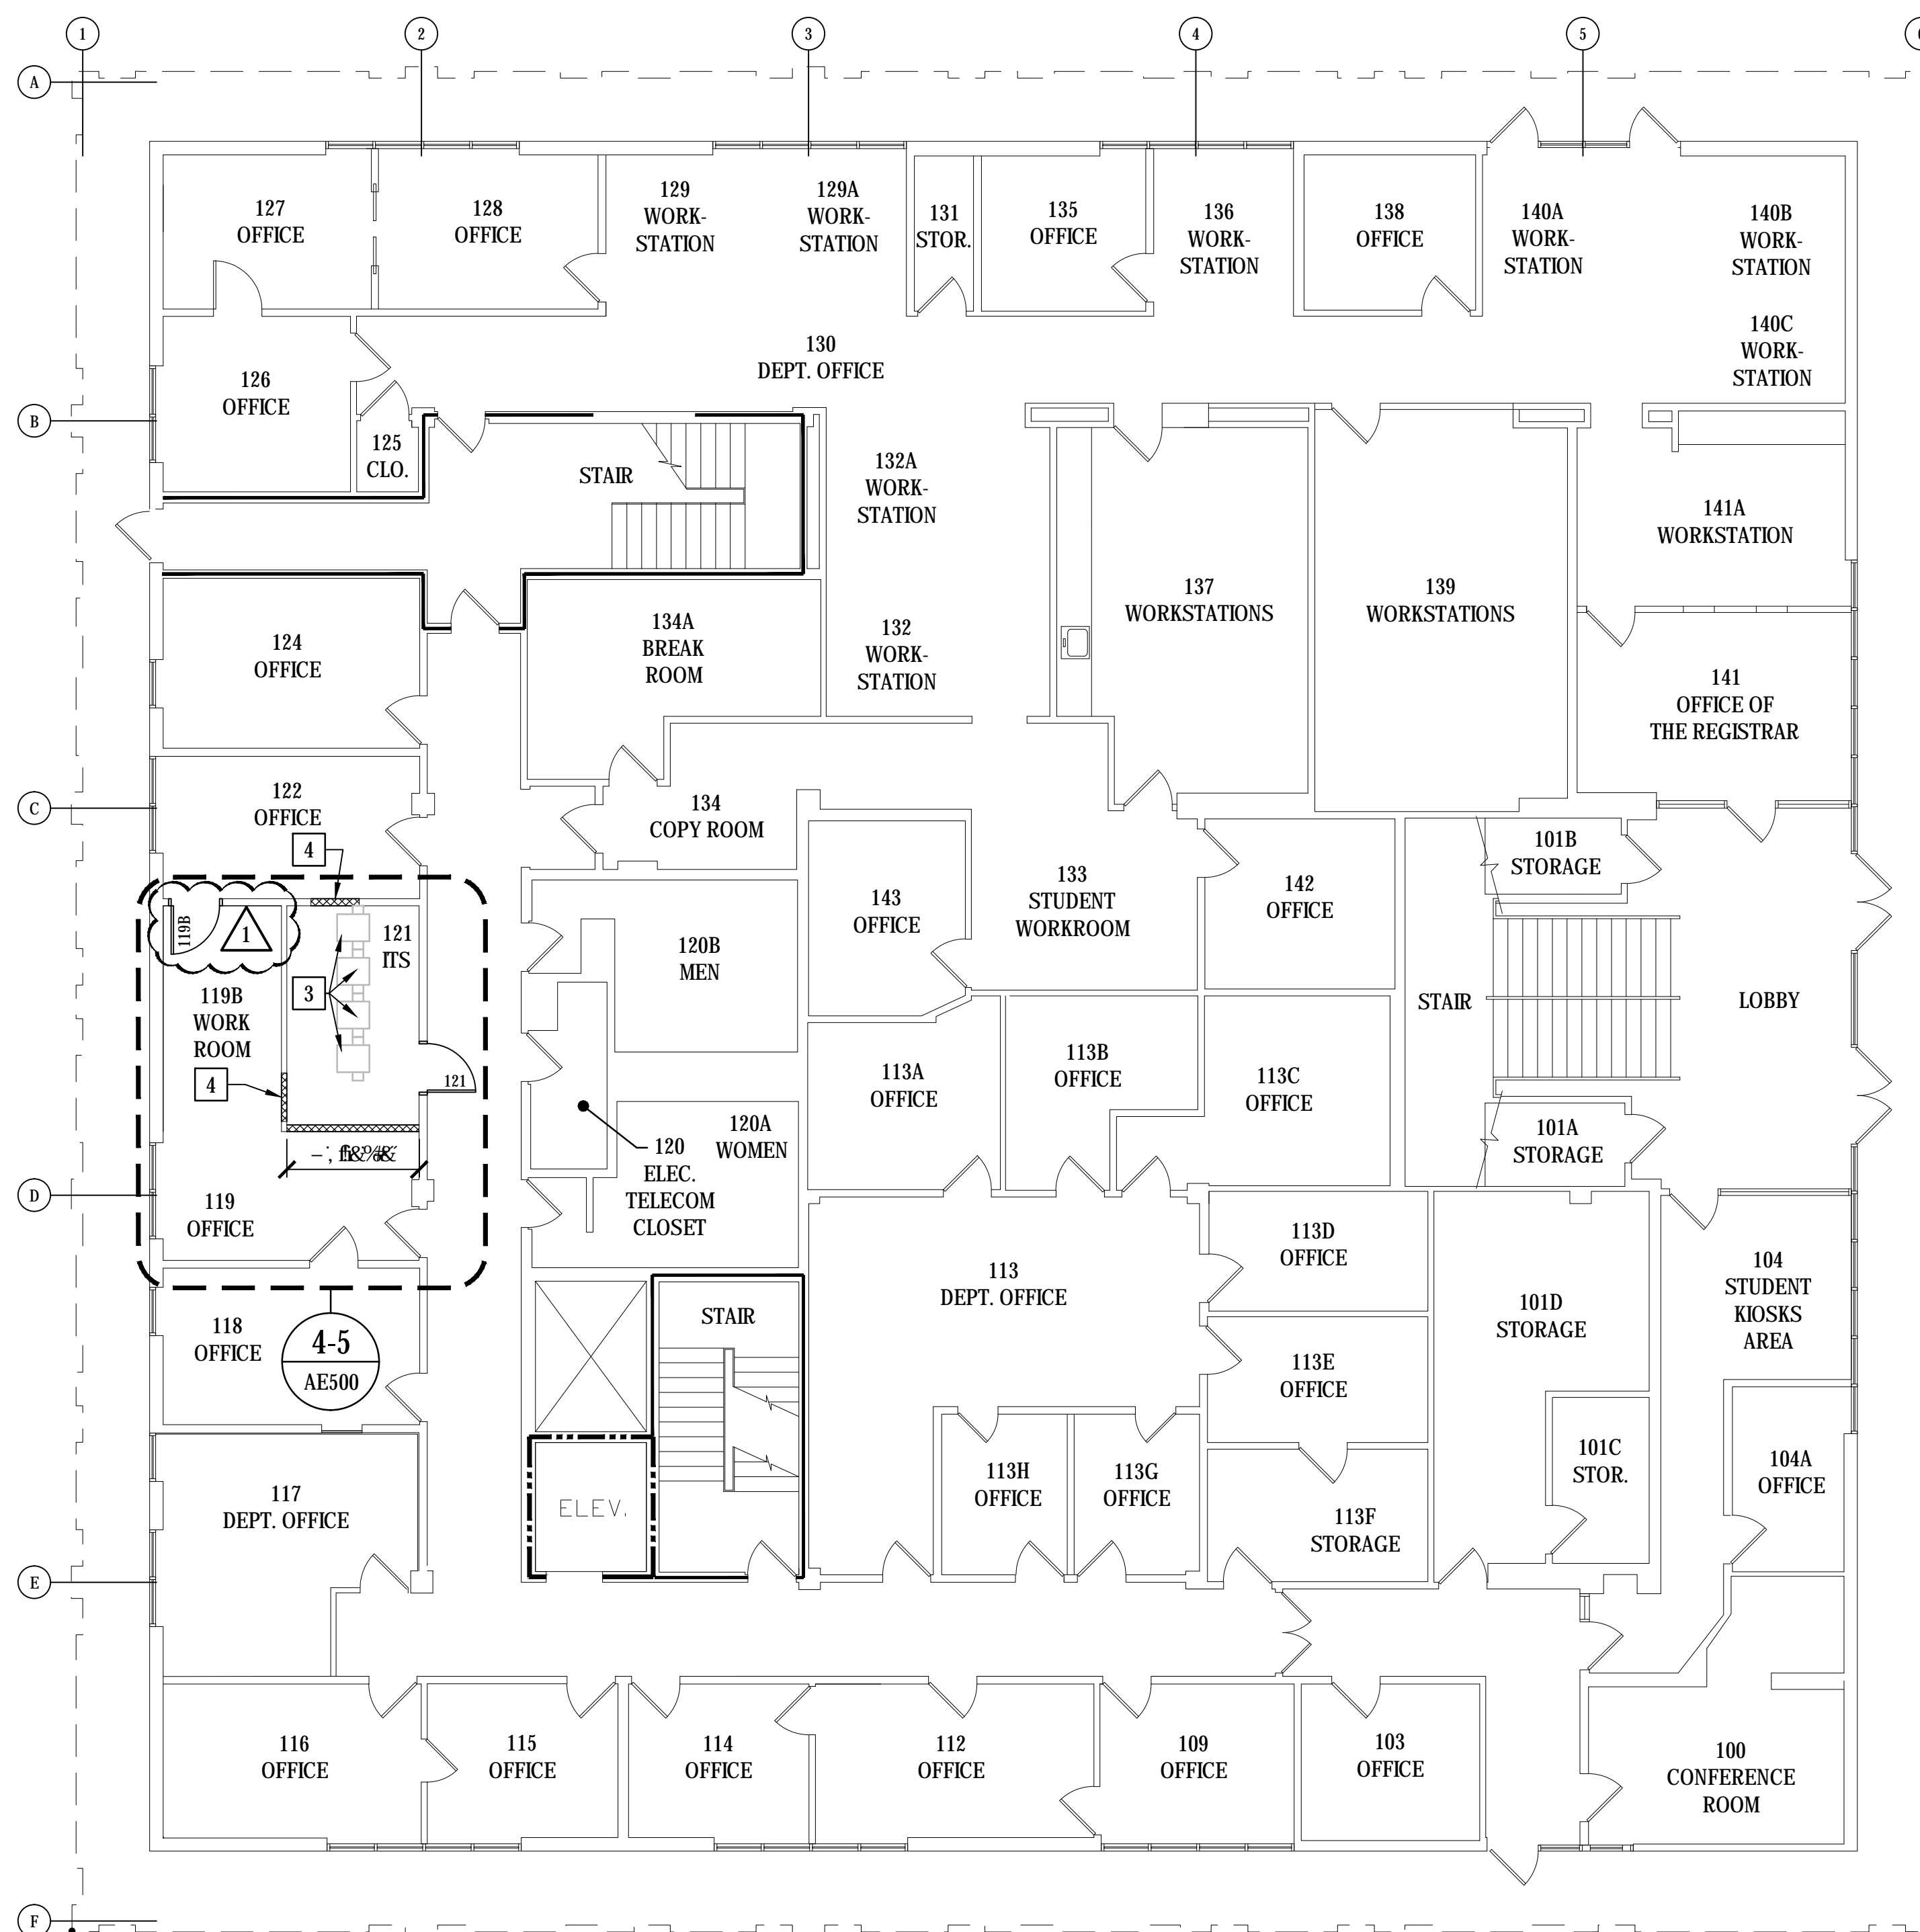 1
2
3
4
5
A
B
C
D
E
F
127
OFFICE
128
OFFICE
129
WORK-
STATION
129A
WORK-
STATION
131
STOR.
135
OFFICE
136
WORK-
STATION
138
OFFICE
140A
WORK-
STATION
140B
WORK-
STATION
140C
WORK-
STATION
130
DEPT. OFFICE
126
OFFICE
125
CLO.
STAIR
132A
WORK-
STATION
141A
WORKSTATION
137
WORKSTATIONS
139
WORKSTATIONS
124
OFFICE
134A
BREAK
ROOM
132
WORK-
STATION
141
OFFICE OF
THE REGISTRAR
122
OFFICE
4
134
COPY ROOM
101B
STORAGE
143
OFFICE
133
STUDENT
WORKROOM
142
OFFICE
119B
1
121
ITS
120B
MEN
3
119B
WORK
ROOM
STAIR
LOBBY
4
121
113A
OFFICE
113B
OFFICE
113C
OFFICE
120A
WOMEN
101A
STORAGE
120
ELEC.
TELECOM
CLOSET
119
OFFICE
113D
OFFICE
104
STUDENT
KIOSKS
AREA
113
DEPT. OFFICE
STAIR
101D
STORAGE
118
OFFICE
4-5
AE500
113E
OFFICE
101C
STOR.
104A
OFFICE
117
DEPT. OFFICE
ELEV.
113H
OFFICE
113G
OFFICE
113F
STORAGE
116
OFFICE
115
OFFICE
114
OFFICE
112
OFFICE
109
OFFICE
103
OFFICE
100
CONFERENCE
ROOM